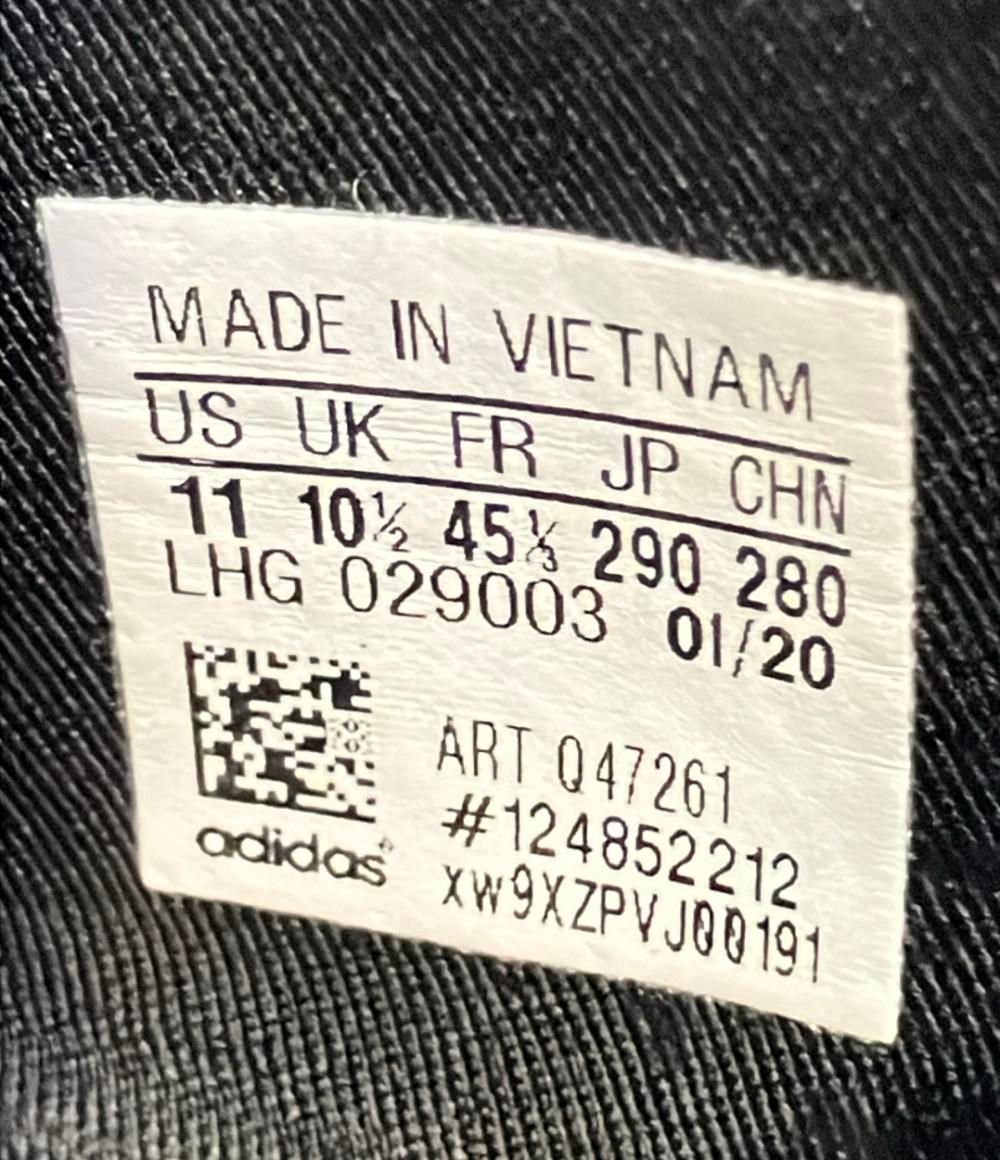 MADE IN VIETNAM
US UK FR JP CHN
11 10½ 45⅓ 290 280
LHG 029003 01/20
ART Q47261
#124852212
xw9XZPVJ00191
adidas